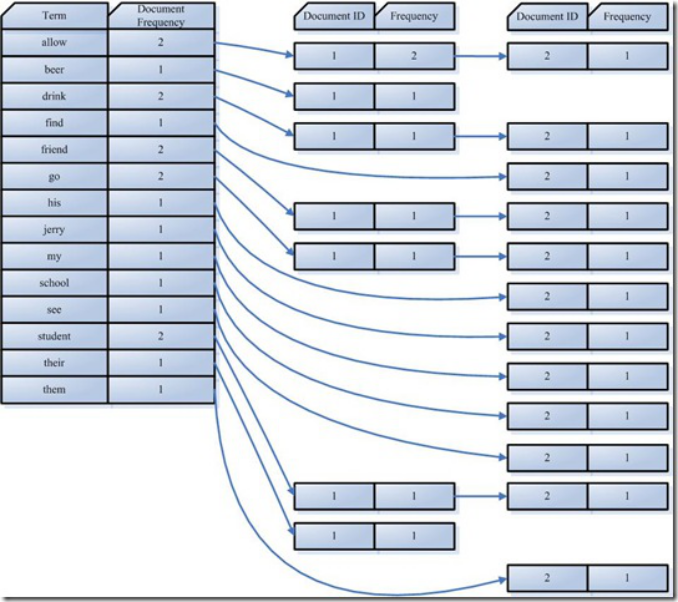 Term Document Frequency
Document ID Frequency
Document ID Frequency
allow 2
1 2
2 1
beer 1
1 1
drink 2
1 1
2 1
find 1
2 1
friend 2
1 1
2 1
go 2
1 1
2 1
his 1
2 1
jerry 1
2 1
my 1
2 1
school 1
2 1
see 1
2 1
student 2
1 1
2 1
their 1
1 1
them 1
2 1